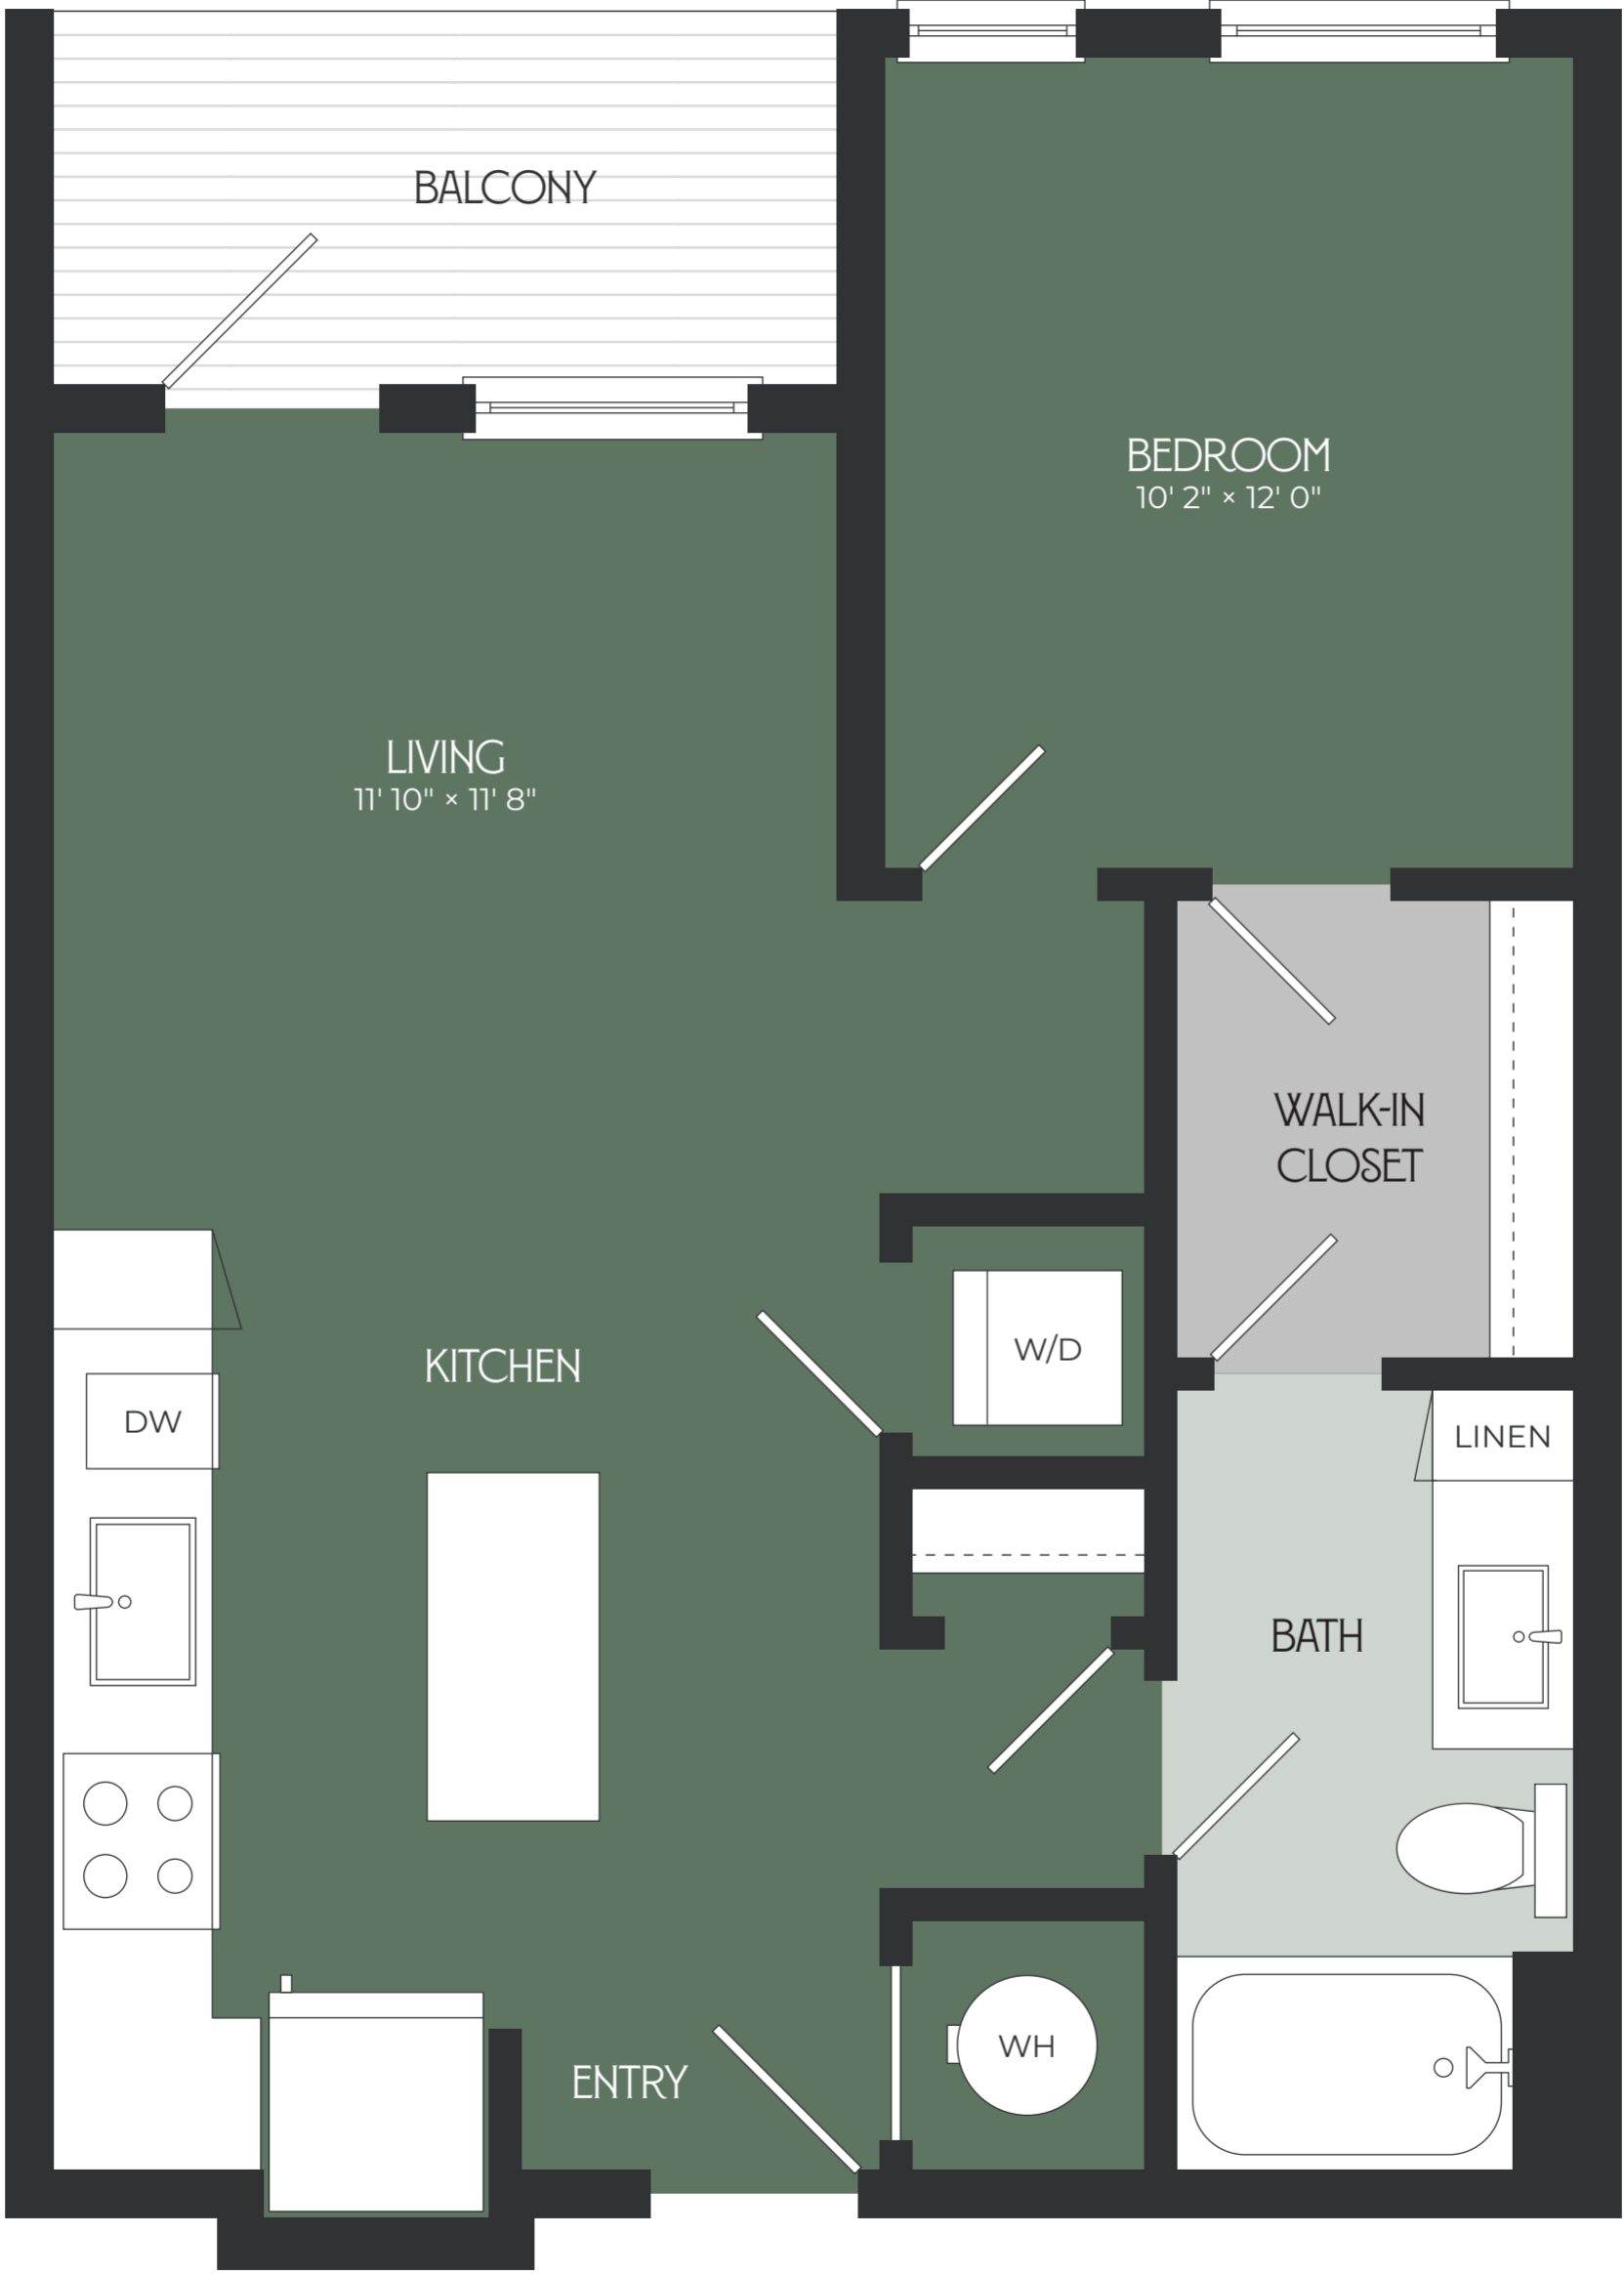 BALCONY
BEDROOM
10' 2" × 12' 0"
LIVING
11' 10" × 11' 8"
WALK-IN
CLOSET
KITCHEN
W/D
DW
LINEN
BATH
WH
ENTRY